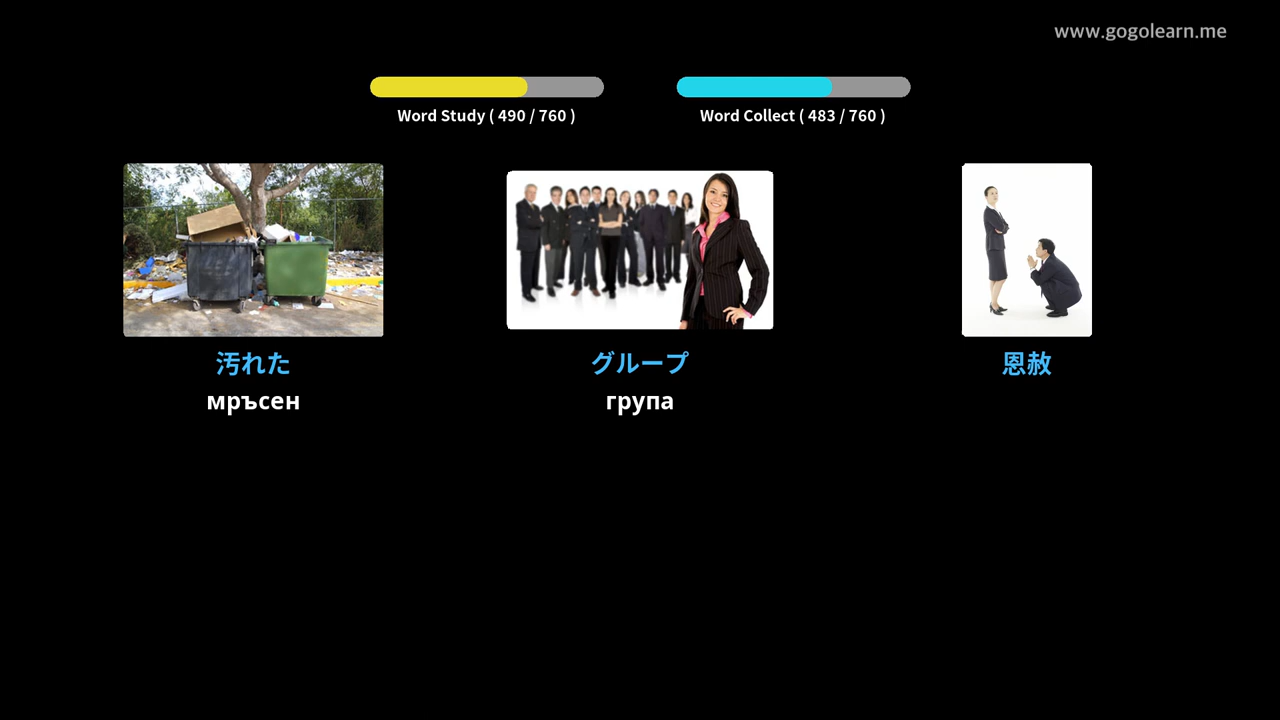 www.gogolearn.me
Word Study ( 490 / 760 )
Word Collect ( 483 / 760 )
汚れた
グループ
恩赦
мръсен
група